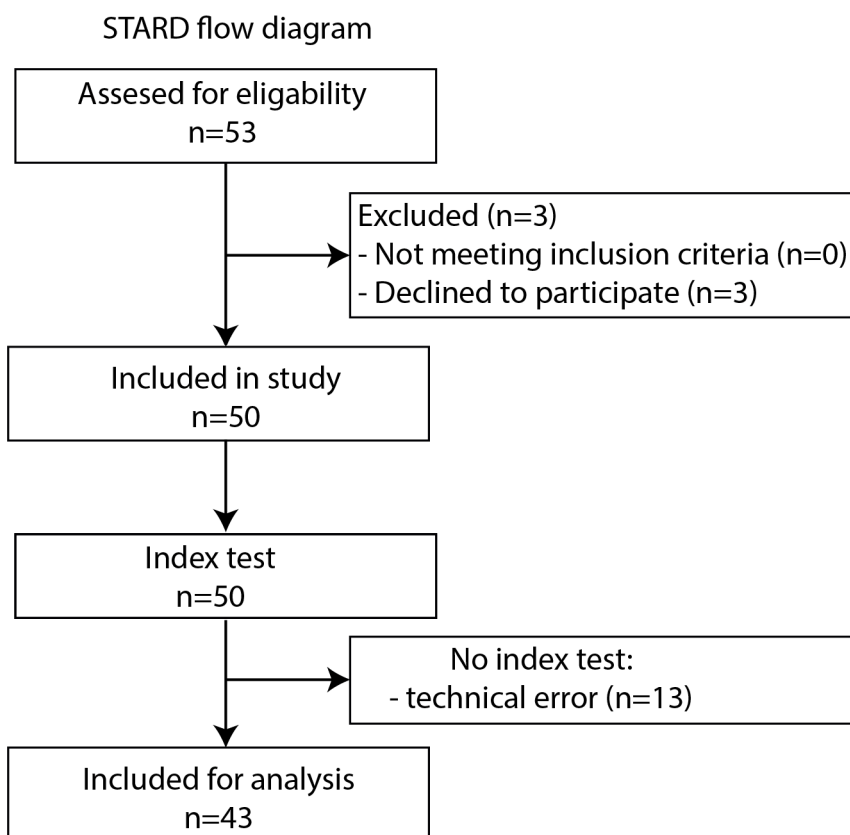 STARD flow diagram
Assesed for eligability
n=53
Excluded (n=3)
- Not meeting inclusion criteria (n=0)
- Declined to participate (n=3)
Included in study
n=50
Index test
n=50
No index test:
- technical error (n=13)
Included for analysis
n=43